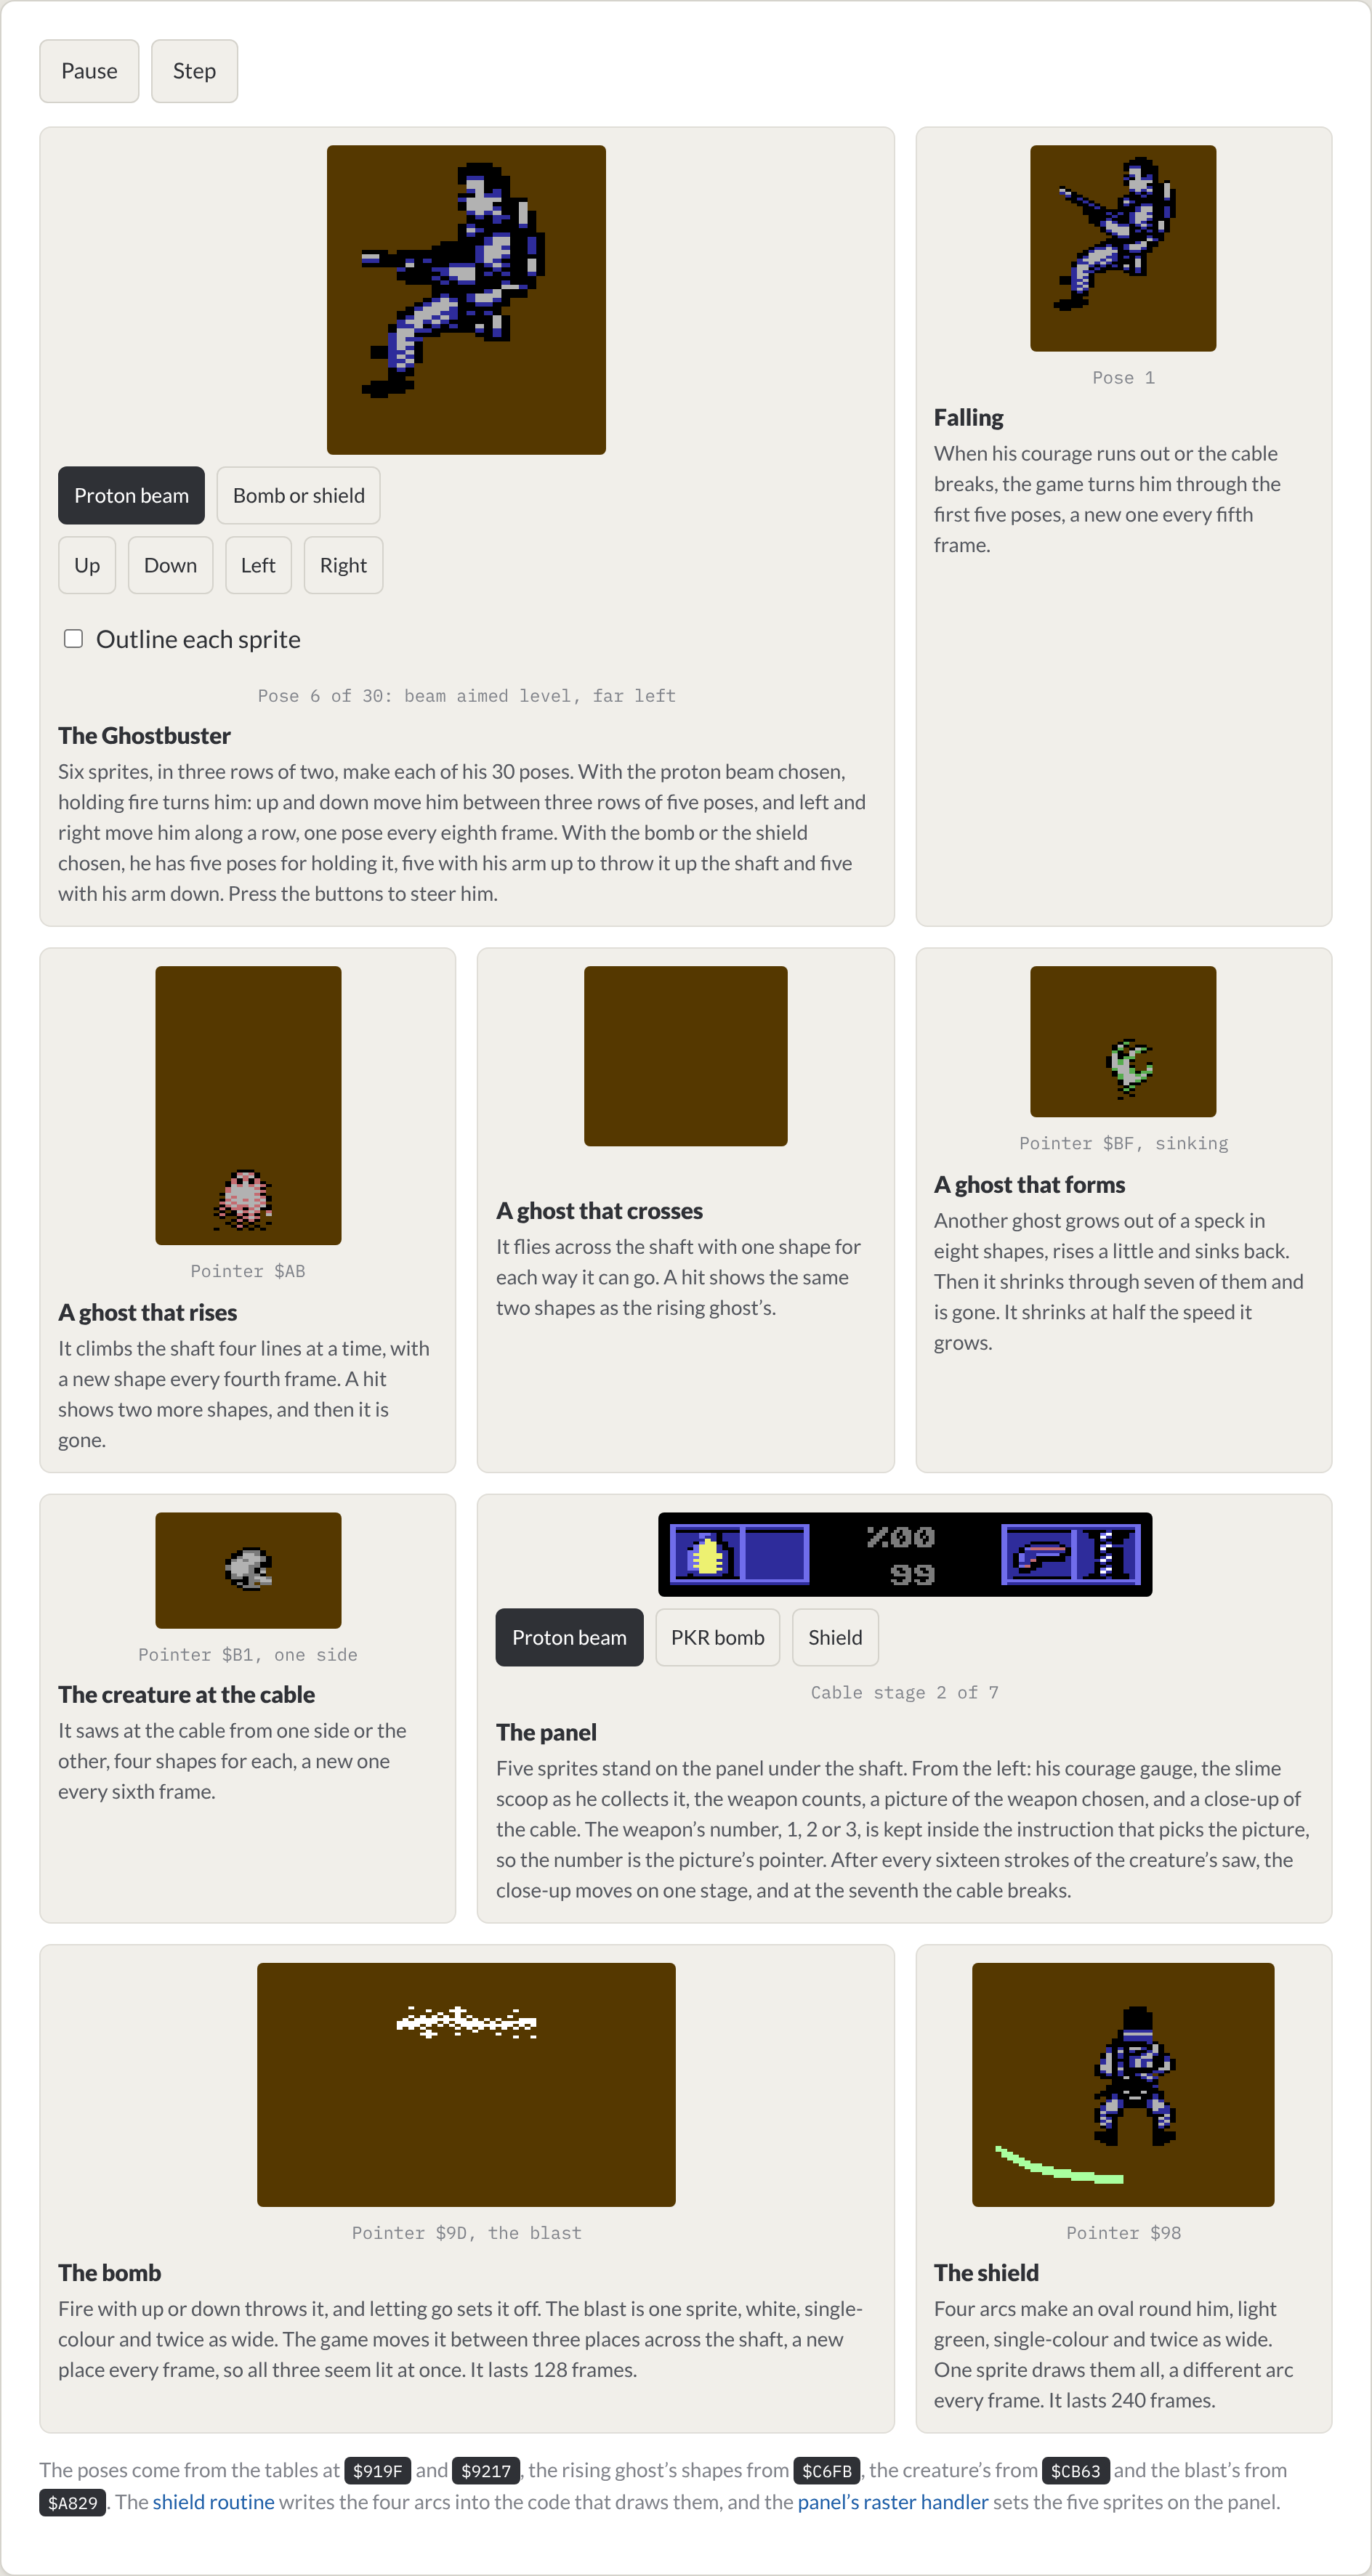 Pause
Step
Proton beam
Bomb or shield
Up
Down
Left
Right
Outline each sprite
Pose 6 of 30: beam aimed level, far left
The Ghostbuster
Six sprites, in three rows of two, make each of his 30 poses. With the proton beam chosen,
holding fire turns him: up and down move him between three rows of five poses, and left and
right move him along a row, one pose every eighth frame. With the bomb or the shield
chosen, he has five poses for holding it, five with his arm up to throw it up the shaft and five
with his arm down. Press the buttons to steer him.
Pose 1
Falling
When his courage runs out or the cable
breaks, the game turns him through the
first five poses, a new one every fifth
frame.
Pointer $AB
A ghost that rises
It climbs the shaft four lines at a time, with
a new shape every fourth frame. A hit
shows two more shapes, and then it is
gone.
A ghost that crosses
It flies across the shaft with one shape for
each way it can go. A hit shows the same
two shapes as the rising ghost’s.
Pointer $BF, sinking
A ghost that forms
Another ghost grows out of a speck in
eight shapes, rises a little and sinks back.
Then it shrinks through seven of them and
is gone. It shrinks at half the speed it
grows.
Pointer $B1, one side
The creature at the cable
It saws at the cable from one side or the
other, four shapes for each, a new one
every sixth frame.
%00
99
Proton beam
PKR bomb
Shield
Cable stage 2 of 7
The panel
Five sprites stand on the panel under the shaft. From the left: his courage gauge, the slime
scoop as he collects it, the weapon counts, a picture of the weapon chosen, and a close-up of
the cable. The weapon’s number, 1, 2 or 3, is kept inside the instruction that picks the picture,
so the number is the picture’s pointer. After every sixteen strokes of the creature’s saw, the
close-up moves on one stage, and at the seventh the cable breaks.
Pointer $9D, the blast
The bomb
Fire with up or down throws it, and letting go sets it off. The blast is one sprite, white, single-
colour and twice as wide. The game moves it between three places across the shaft, a new
place every frame, so all three seem lit at once. It lasts 128 frames.
Pointer $98
The shield
Four arcs make an oval round him, light
green, single-colour and twice as wide.
One sprite draws them all, a different arc
every frame. It lasts 240 frames.
The poses come from the tables at $919F and $9217, the rising ghost’s shapes from $C6FB, the creature’s from $CB63 and the blast’s from
$A829. The shield routine writes the four arcs into the code that draws them, and the panel’s raster handler sets the five sprites on the panel.